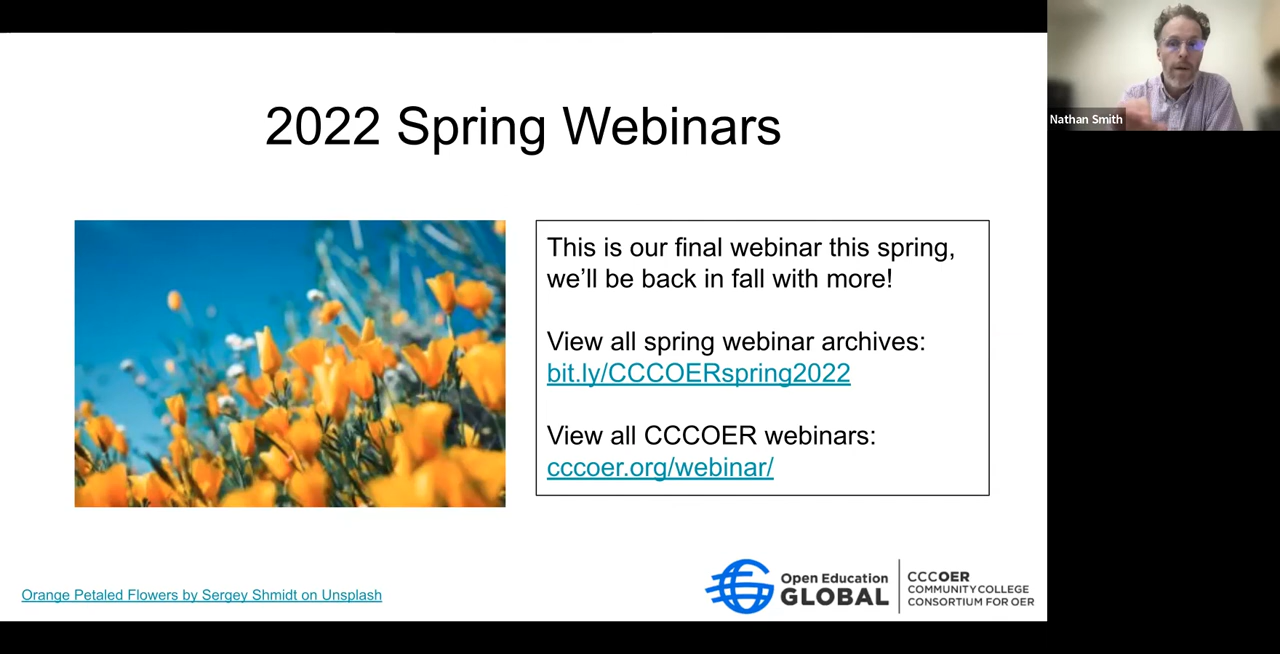 2022 Spring Webinars
Nathan Smith
This is our final webinar this spring,
we'll be back in fall with more!
View all spring webinar archives:
bit.ly/CCCOERspring2022
View all CCCOER webinars:
cccoer.org/webinar/
Orange Petaled Flowers by Sergey Shmidt on Unsplash
Open Education
GLOBAL
CCCOER
COMMUNITY COLLEGE
CONSORTIUM FOR OER